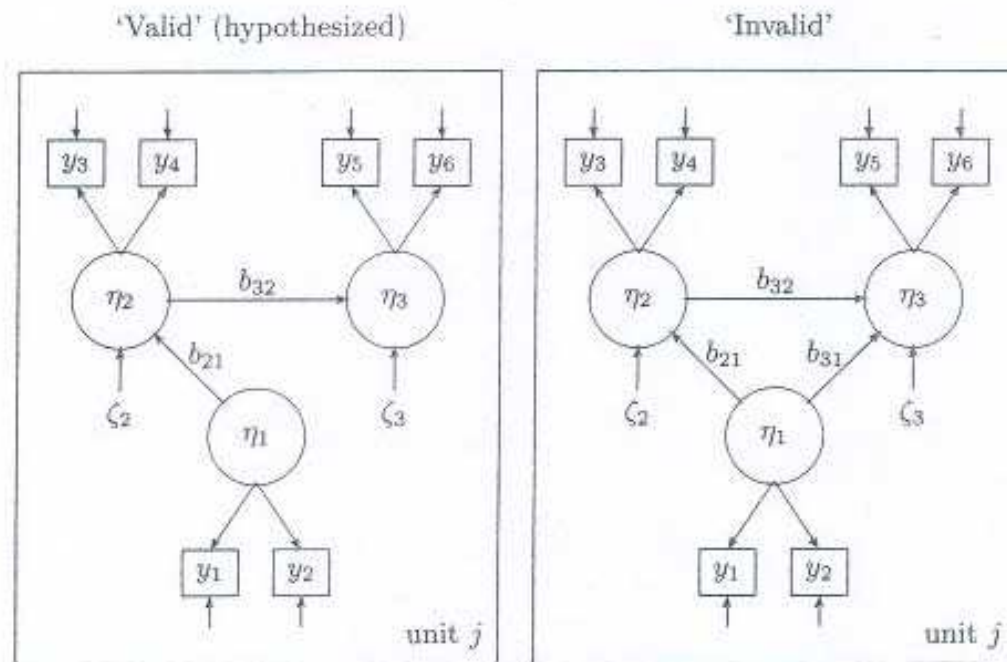 ‘Valid’ (hypothesized)
y₃ y₄ y₅ y₆
η₂ b₃₂ η₃
b₂₁
ζ₂ η₁ ζ₃
y₁ y₂
unit j
‘Invalid’
y₃ y₄ y₅ y₆
η₂ b₃₂ η₃
b₂₁ b₃₁
ζ₂ η₁ ζ₃
y₁ y₂
unit j